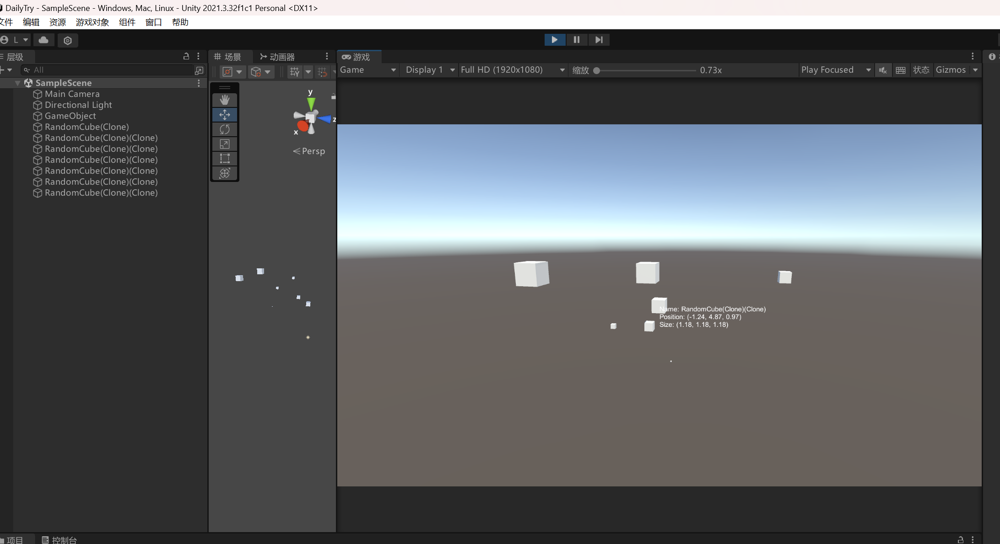 DailyTry - SampleScene - Windows, Mac, Linux - Unity 2021.3.32f1c1 Personal <DX11>
文件 编辑 资源 游戏对象 组件 窗口 帮助
L
层级
All
SampleScene
Main Camera
Directional Light
GameObject
RandomCube(Clone)
RandomCube(Clone)(Clone)
RandomCube(Clone)(Clone)
RandomCube(Clone)(Clone)
RandomCube(Clone)(Clone)
RandomCube(Clone)(Clone)
RandomCube(Clone)(Clone)
场景 动画器
y
z
x
Persp
游戏
Game Display 1 Full HD (1920x1080) 缩放 0.73x Play Focused 状态 Gizmos
Name: RandomCube(Clone)(Clone)
Position: (-1.24, 4.87, 0.97)
Size: (1.18, 1.18, 1.18)
项目 控制台